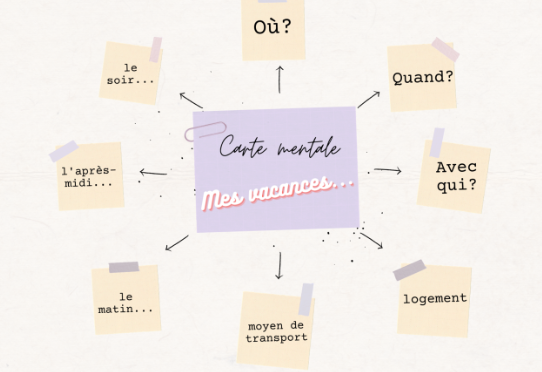 Où?
Quand?
Avec
qui?
logement
moyen de
transport
le
matin...
l'après-
midi...
le
soir...
Carte mentale
Mes vacances...